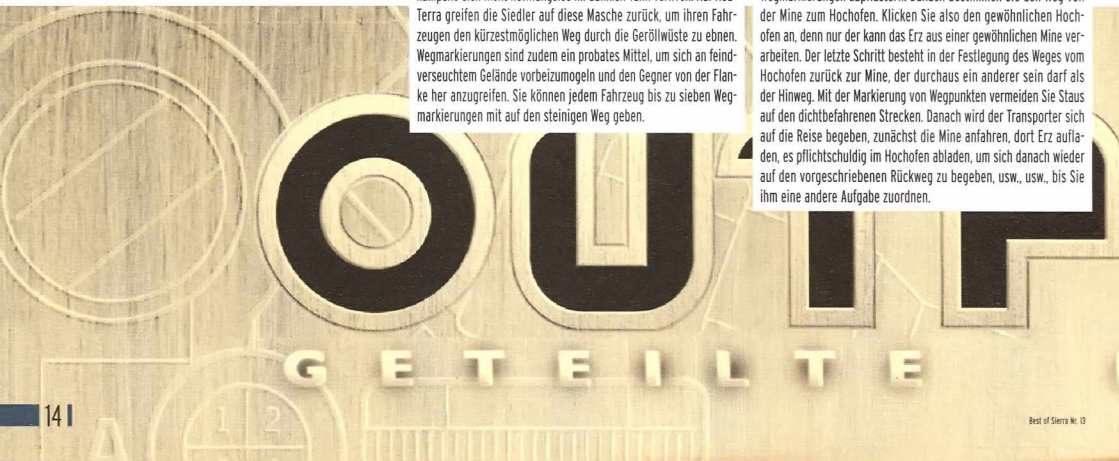 Terra greifen die Siedler auf diese Masche zurück, um ihren Fahr-
zeugen den kürzestmöglichen Weg durch die Geröllwüste zu ebnen.
Wegmarkierungen sind zudem ein probates Mittel, um sich an feind-
verseuchtem Gelände vorbeizumogeln und den Gegner von der Flan-
ke her anzugreifen. Sie können jedem Fahrzeug bis zu sieben Weg-
markierungen mit auf den steinigen Weg geben.
der Mine zum Hochofen. Klicken Sie also den gewöhnlichen Hoch-
ofen an, denn nur der kann das Erz aus einer gewöhnlichen Mine ver-
arbeiten. Der letzte Schritt besteht in der Festlegung des Weges vom
Hochofen zurück zur Mine, der durchaus ein anderer sein darf als
der Hinweg. Mit der Markierung von Wegpunkten vermeiden Sie Staus
auf den dichtbefahrenen Strecken. Danach wird der Transporter sich
auf die Reise begeben, zunächst die Mine anfahren, dort Erz aufla-
den, es pflichtschuldig im Hochofen abladen, um sich danach wieder
auf den vorgeschriebenen Rückweg zu begeben, usw., usw., bis Sie
ihm eine andere Aufgabe zuordnen.
OUTP
GETEILTE
1 2
A
14
Best of Sierra Nr. 13